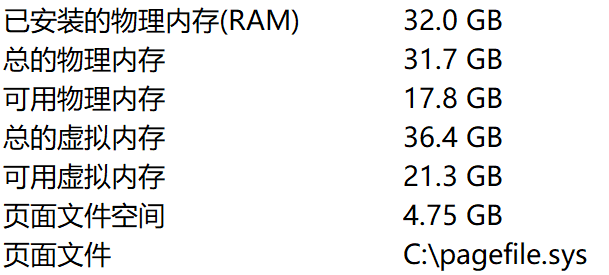 已安装的物理内存(RAM) 32.0 GB
总的物理内存 31.7 GB
可用物理内存 17.8 GB
总的虚拟内存 36.4 GB
可用虚拟内存 21.3 GB
页面文件空间 4.75 GB
页面文件 C:\pagefile.sys